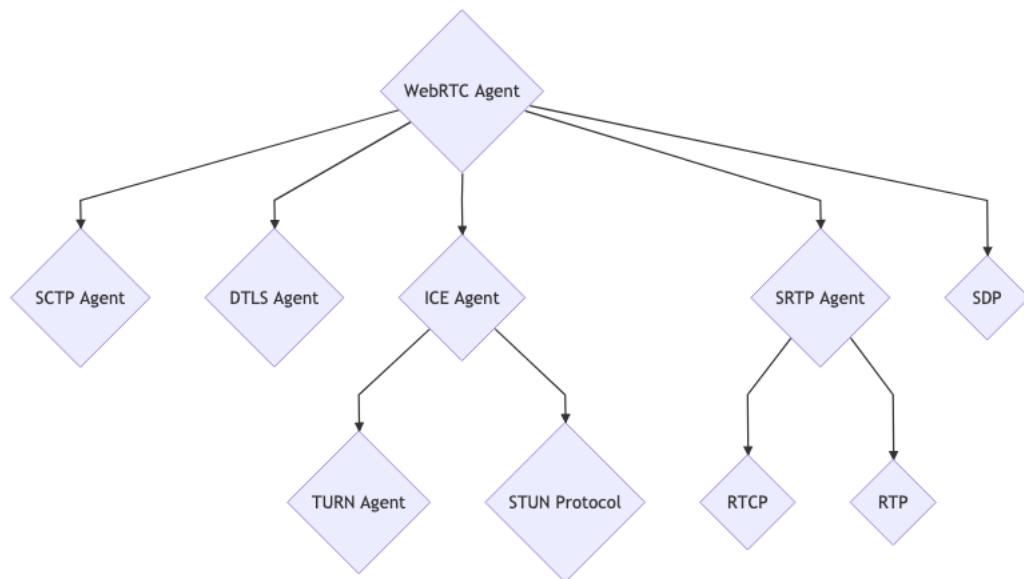 WebRTC Agent
SCTP Agent
DTLS Agent
ICE Agent
SRTP Agent
SDP
TURN Agent
STUN Protocol
RTCP
RTP